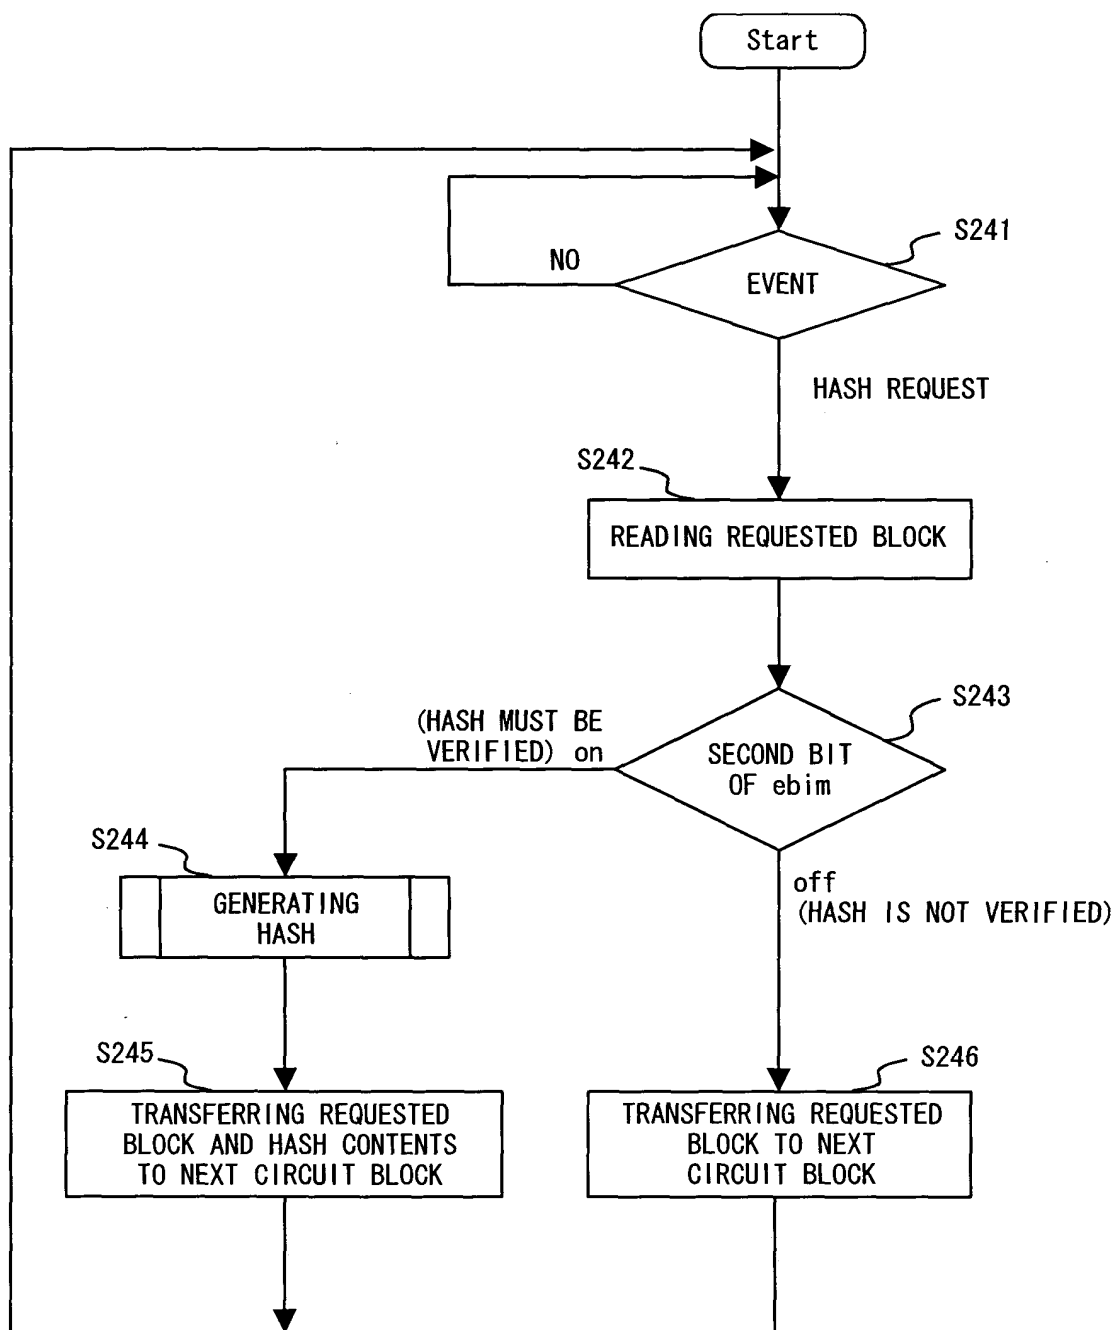 Start
S241
NO
EVENT
HASH REQUEST
S242
READING REQUESTED BLOCK
S243
(HASH MUST BE
VERIFIED) on
SECOND BIT
OF ebim
S244
GENERATING
HASH
off
(HASH IS NOT VERIFIED)
S245
TRANSFERRING REQUESTED
BLOCK AND HASH CONTENTS
TO NEXT CIRCUIT BLOCK
S246
TRANSFERRING REQUESTED
BLOCK TO NEXT
CIRCUIT BLOCK